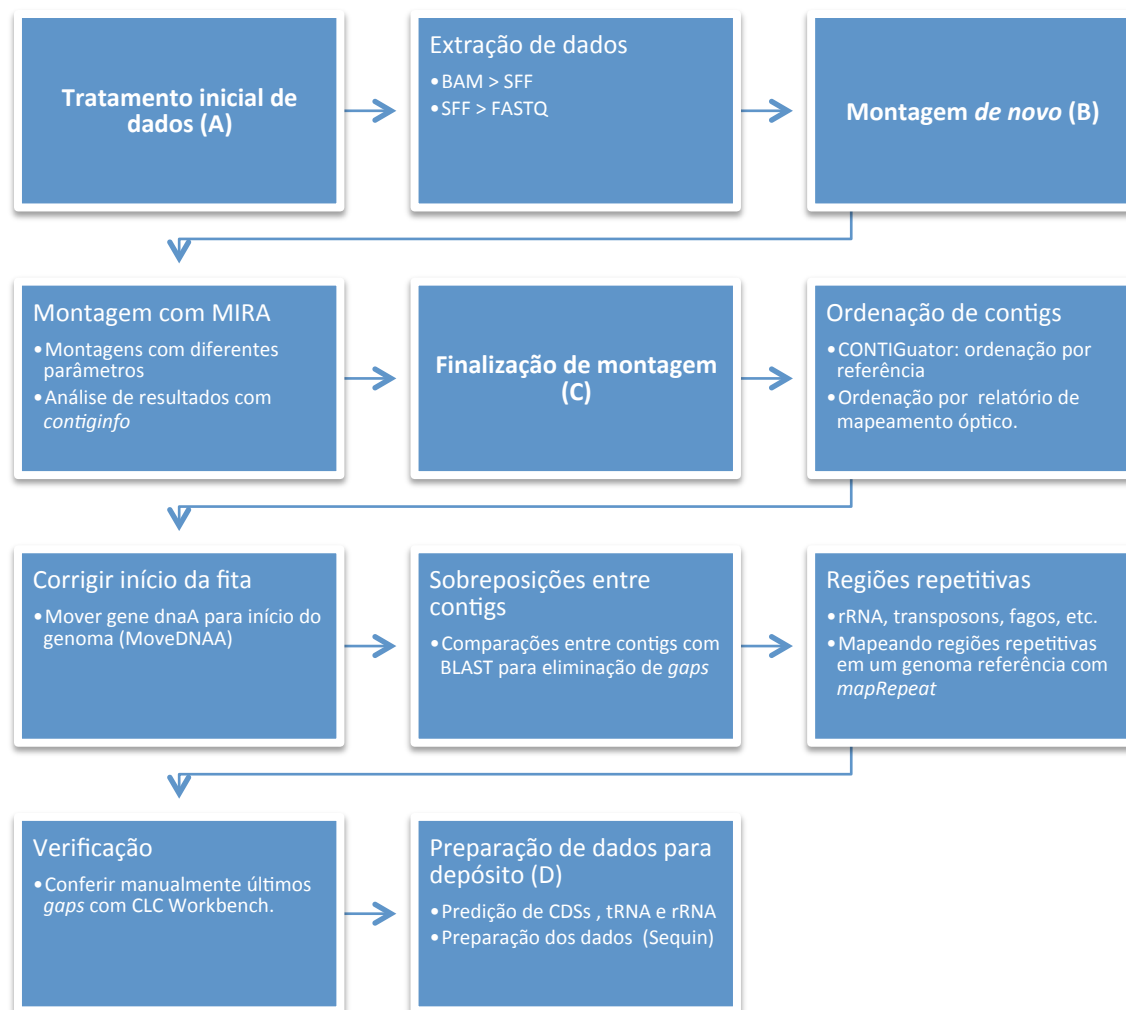 Tratamento inicial de
dados (A)
Extração de dados
•BAM > SFF
•SFF > FASTQ
Montagem de novo (B)
Montagem com MIRA
•Montagens com diferentes
parâmetros
•Análise de resultados com
contiginfo
Finalização de montagem
(C)
Ordenação de contigs
•CONTIGuator: ordenação por
referência
•Ordenação por relatório de
mapeamento óptico.
Corrigir início da fita
•Mover gene dnaA para início do
genoma (MoveDNAA)
Sobreposições entre
contigs
•Comparações entre contigs com
BLAST para eliminação de gaps
Regiões repetitivas
•rRNA, transposons, fagos, etc.
•Mapeando regiões repetitivas
em um genoma referência com
mapRepeat
Verificação
•Conferir manualmente últimos
gaps com CLC Workbench.
Preparação de dados para
depósito (D)
•Predição de CDSs , tRNA e rRNA
•Preparação dos dados (Sequin)